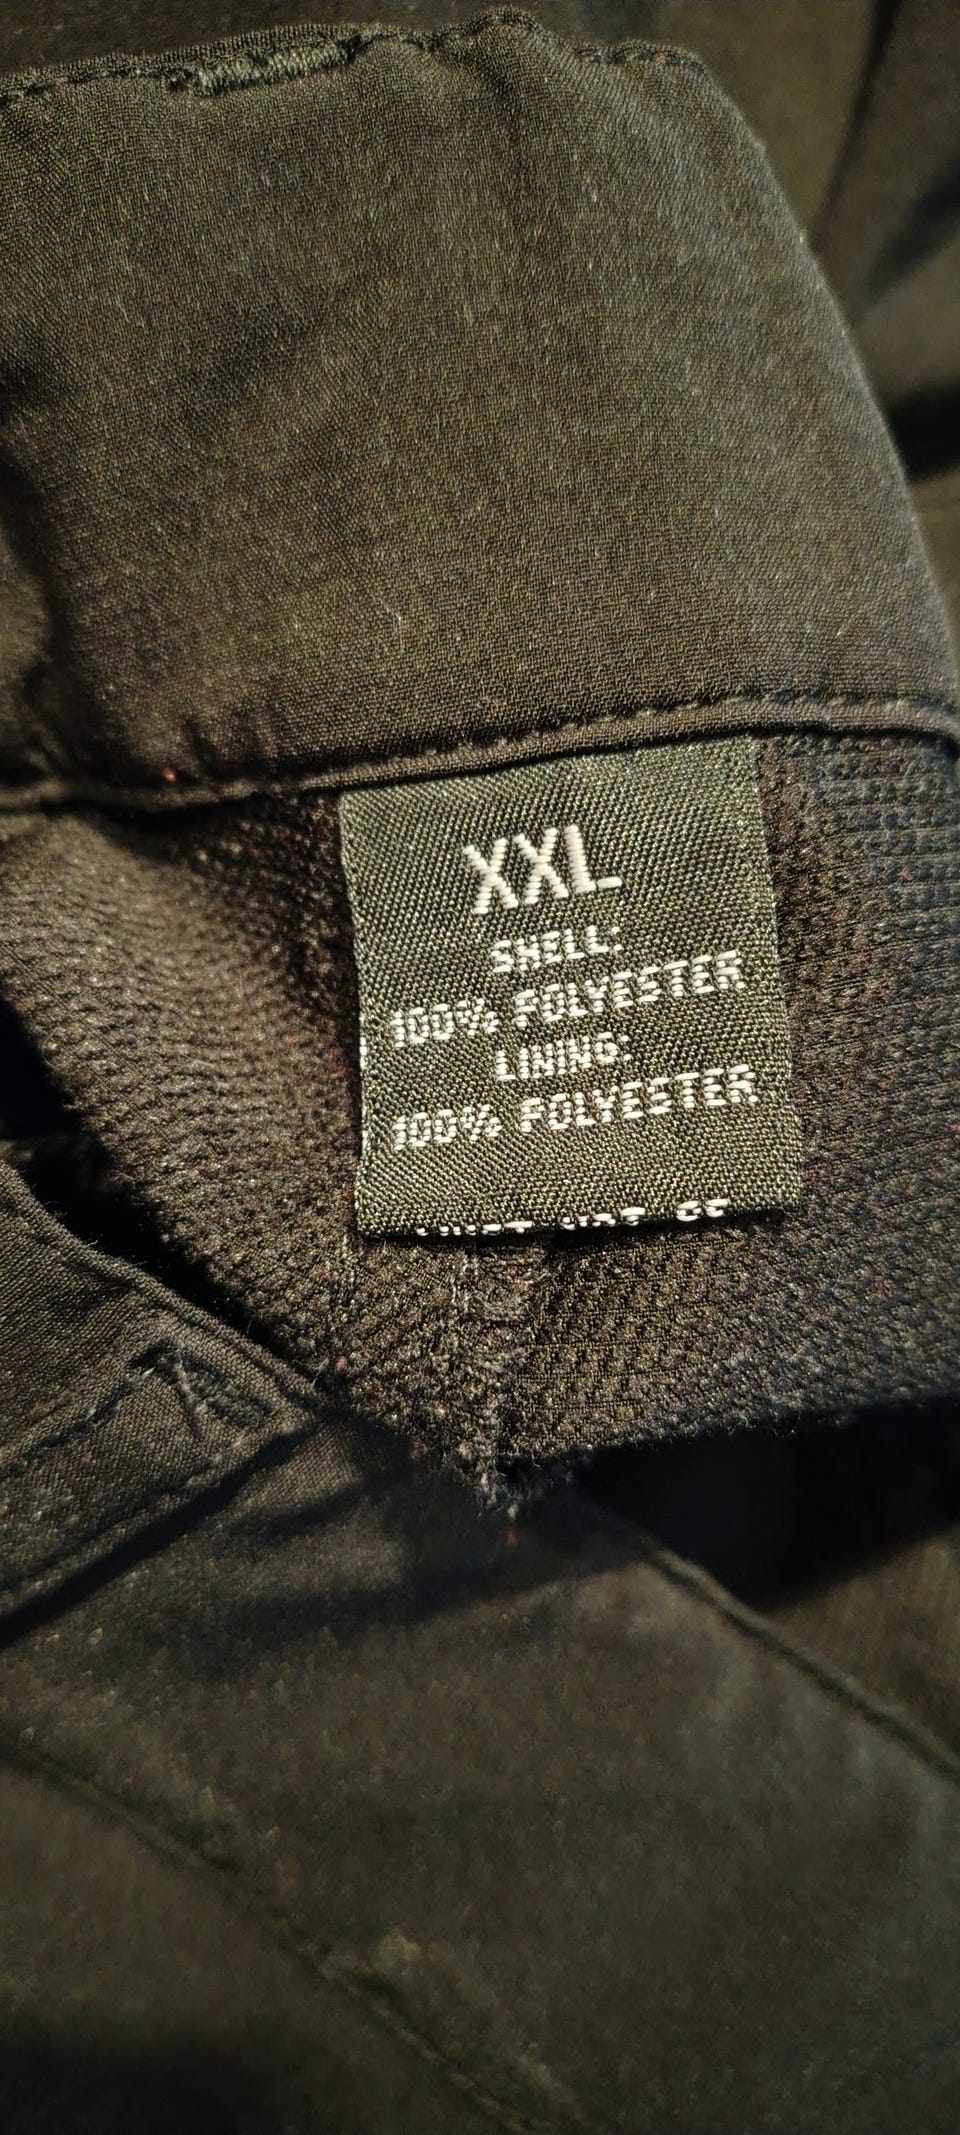 XXL
SHELL:
100% POLYESTER
LINING:
100% POLYESTER